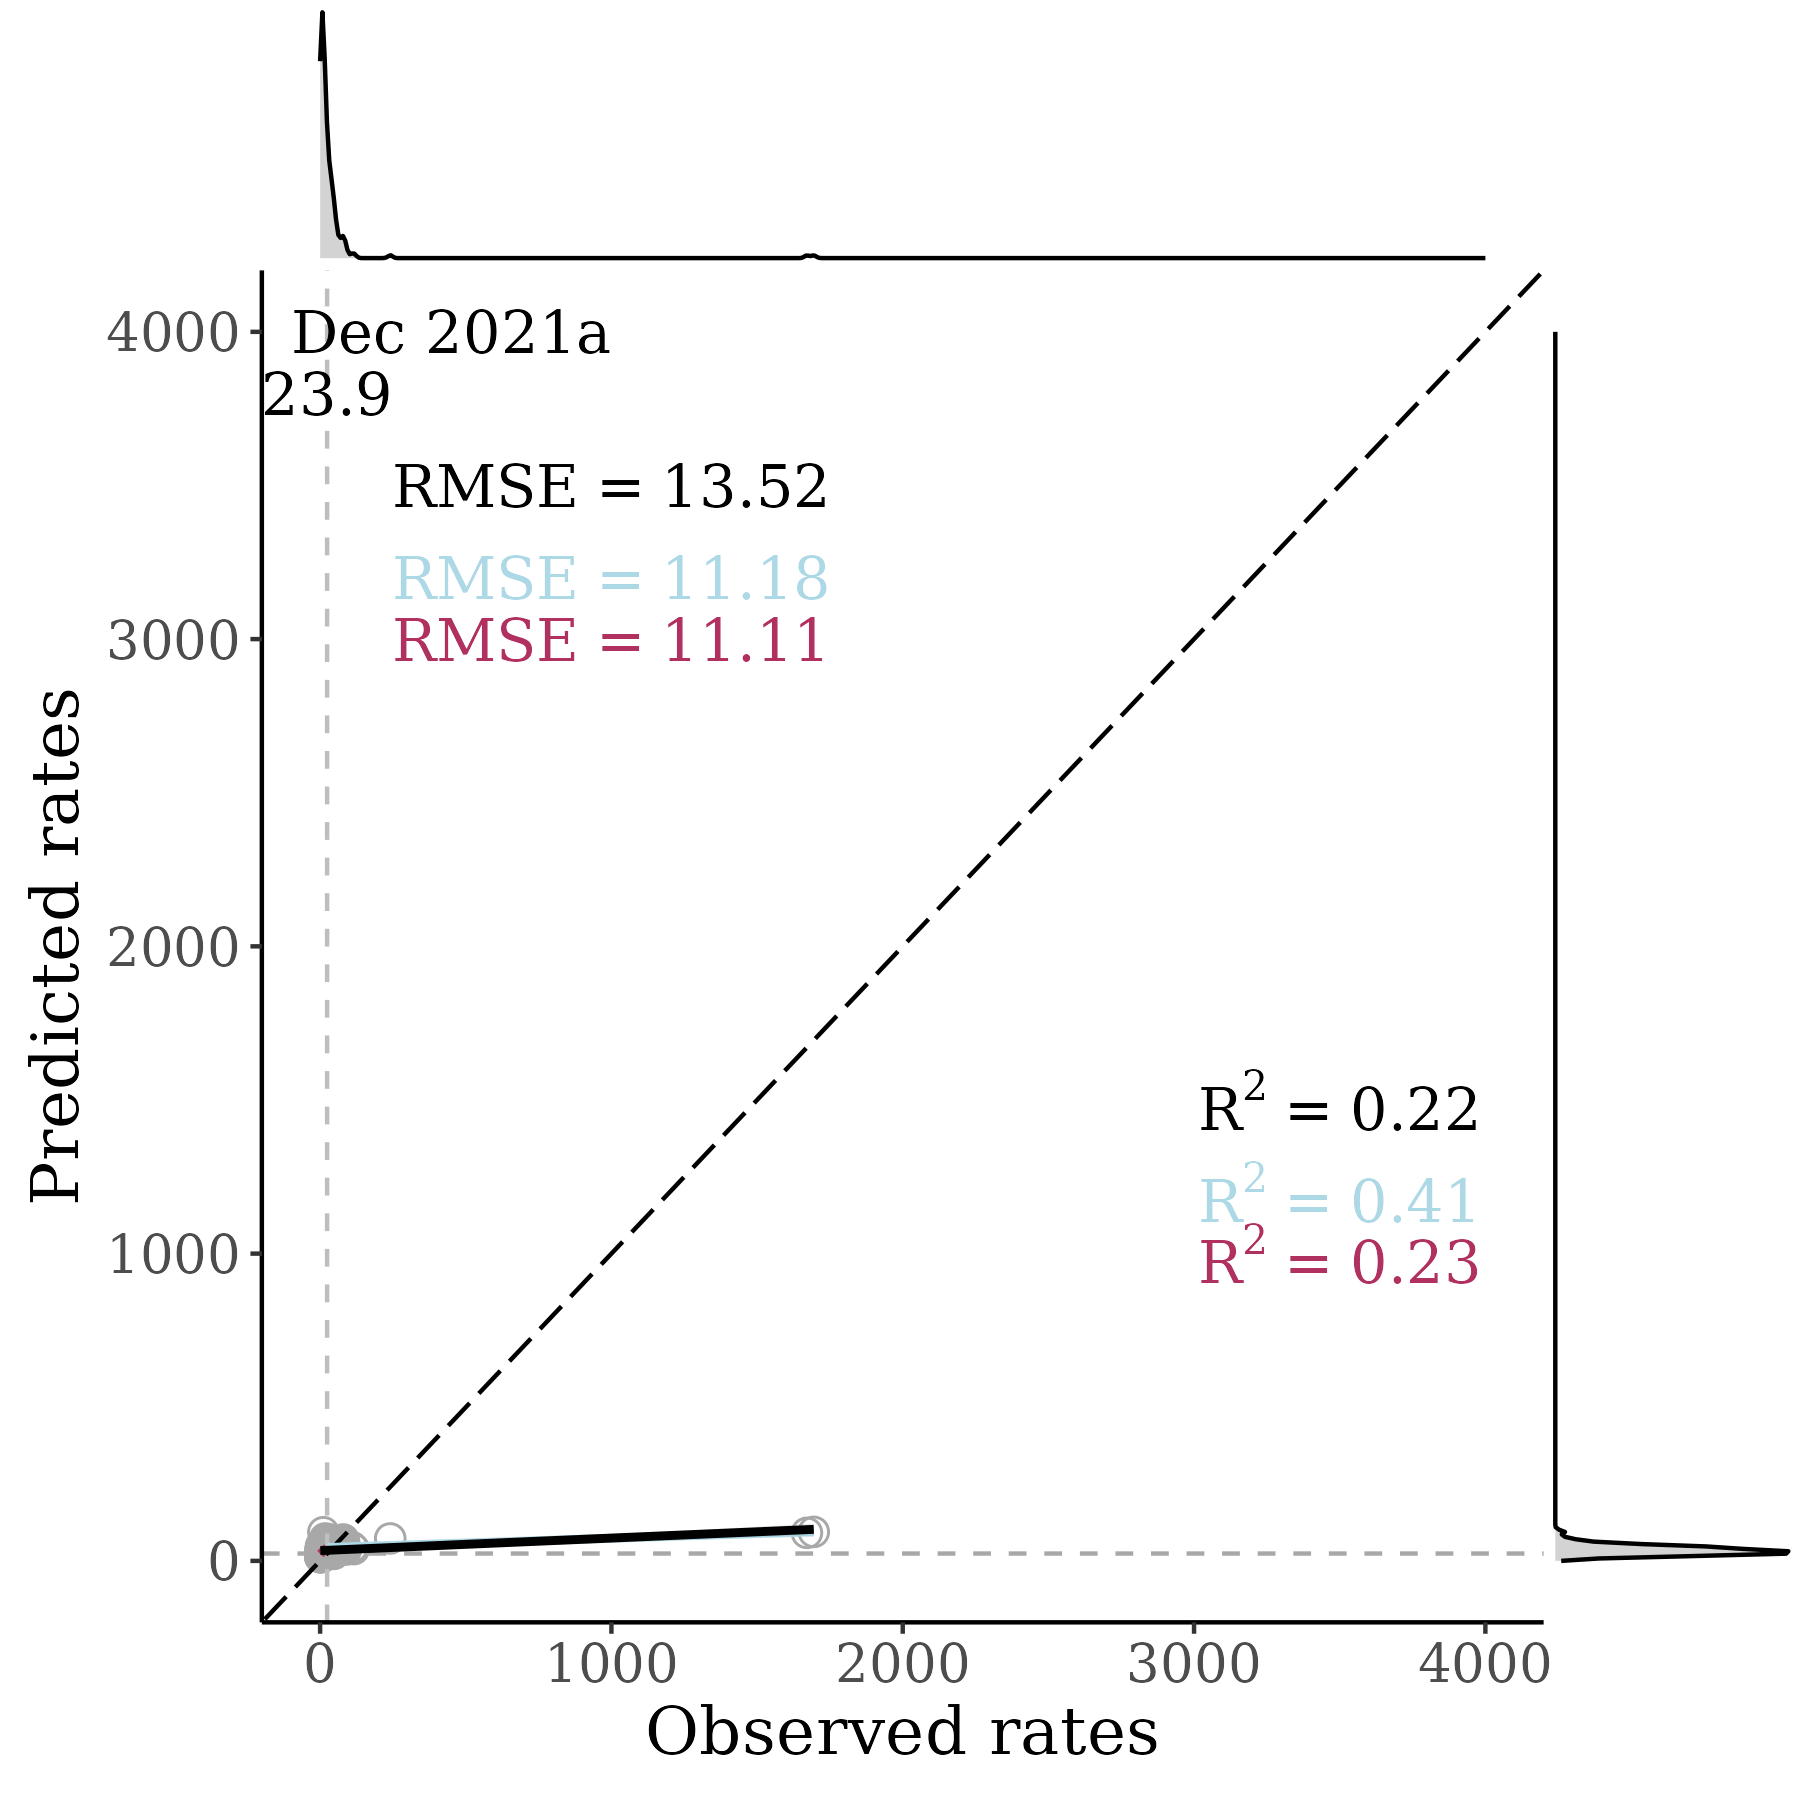 4000
Dec 2021a
23.9
RMSE = 13.52
RMSE = 11.18
3000
RMSE = 11.11
Predicted rates
2000
R² = 0.22
R² = 0.41
1000
R² = 0.23
0
0 1000 2000 3000 4000
Observed rates